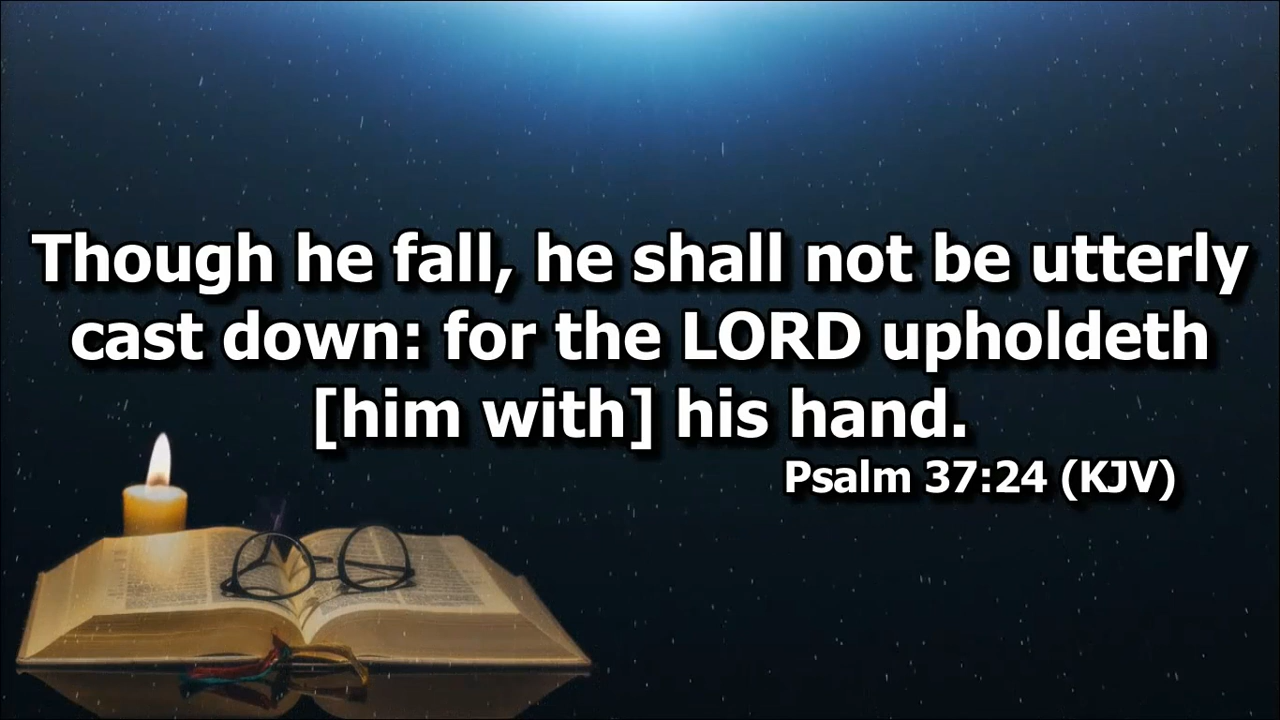 Though he fall, he shall not be utterly
cast down: for the LORD upholdeth
[him with] his hand.
Psalm 37:24 (KJV)